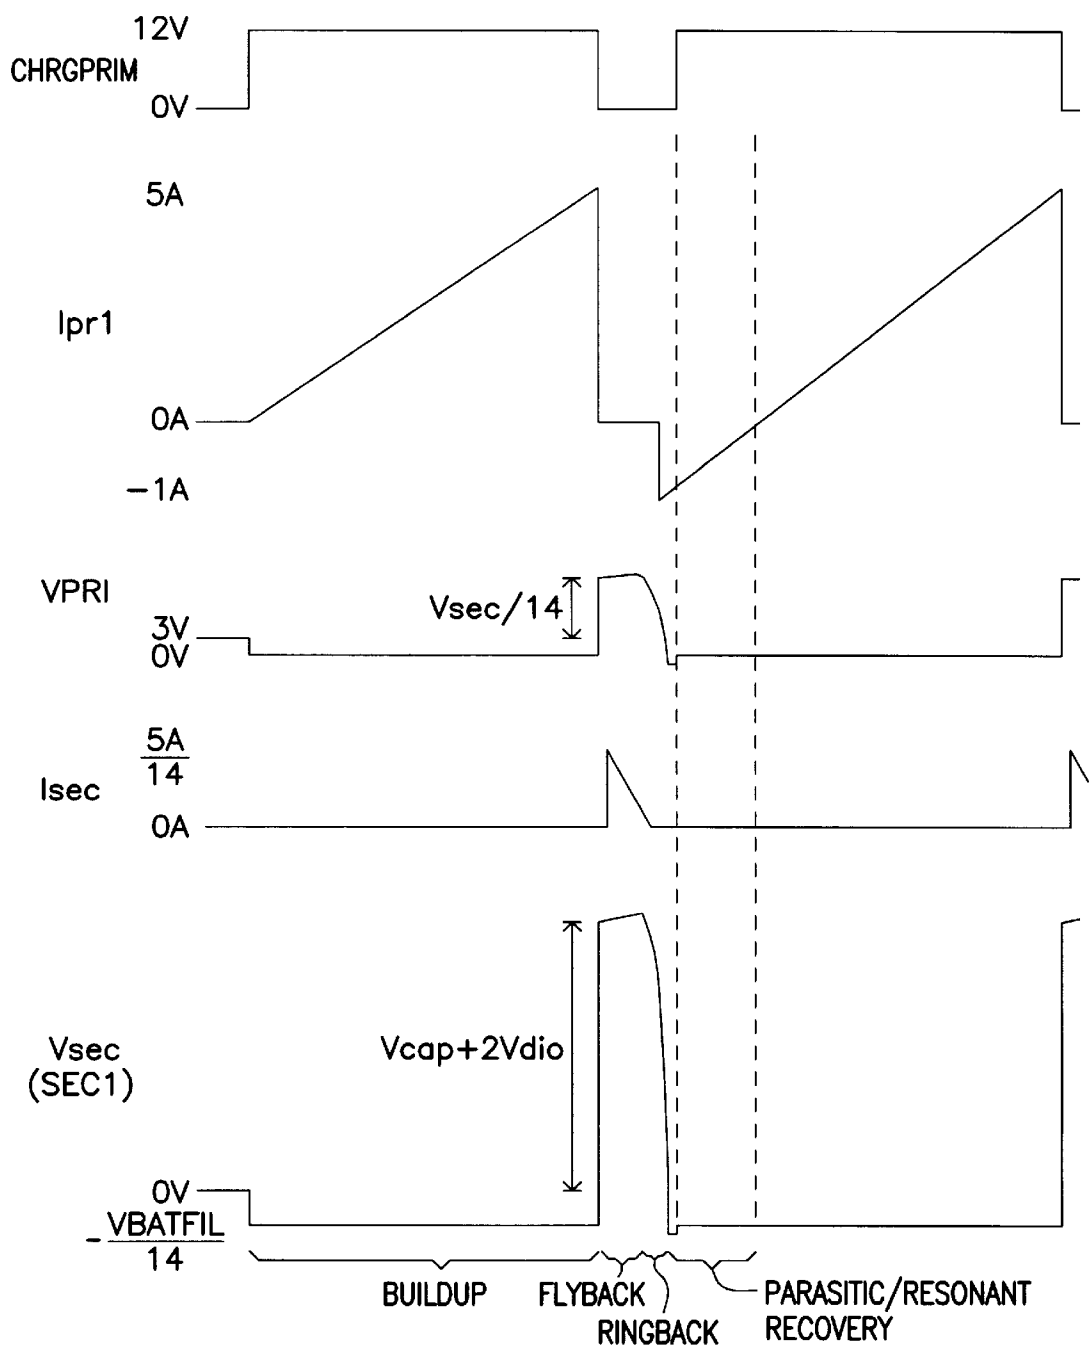 12V
CHRGPRIM
0V
5A
Ipr1
0A
-1A
VPRI
Vsec/14
3V
0V
5A
14
Isec
0A
Vsec
(SEC1)
Vcap+2Vdio
0V
- VBATFIL
14
BUILDUP
FLYBACK
RINGBACK
PARASITIC/RESONANT
RECOVERY